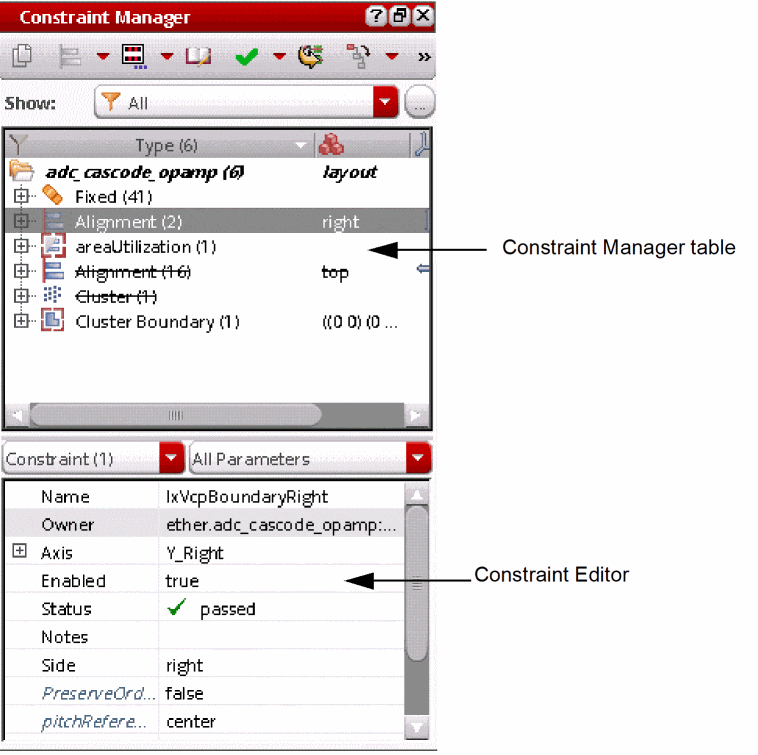 Constraint Manager
Show: All ...
Type (6)
adc_cascode_opamp (6) layout
Fixed (41)
Alignment (2) right
areaUtilization (1)
Constraint Manager table
Alignment (16) top
Cluster (1)
Cluster Boundary (1) ((0 0) (0 ...
Constraint (1) All Parameters
Name lxVcpBoundaryRight
Owner ether.adc_cascode_opamp:...
Axis Y_Right
Enabled true
Constraint Editor
Status passed
Notes
Side right
PreserveOrd... false
pitchRefere... center